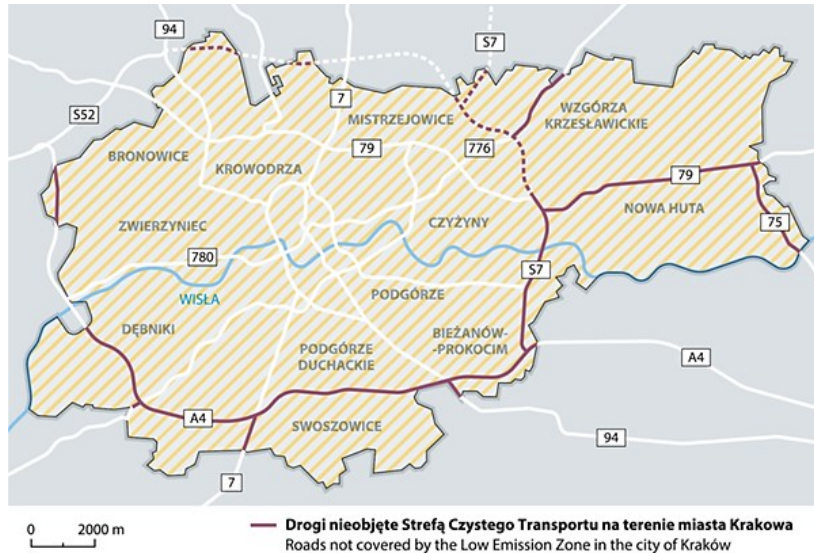 94
S7
7
WZGÓRZA
KRZESŁAWICKIE
MISTRZEJOWICE
S52
79
776
BRONOWICE
KROWODRZA
79
NOWA HUTA
ZWIERZYNIEC
CZYŻYNY
75
780
S7
WISŁA
PODGÓRZE
DĘBNIKI
BIEŻANÓW-
-PROKOCIM
PODGÓRZE
DUCHACKIE
A4
A4
SWOSZOWICE
94
7
0 2000 m
Drogi nieobjęte Strefą Czystego Transportu na terenie miasta Krakowa
Roads not covered by the Low Emission Zone in the city of Kraków